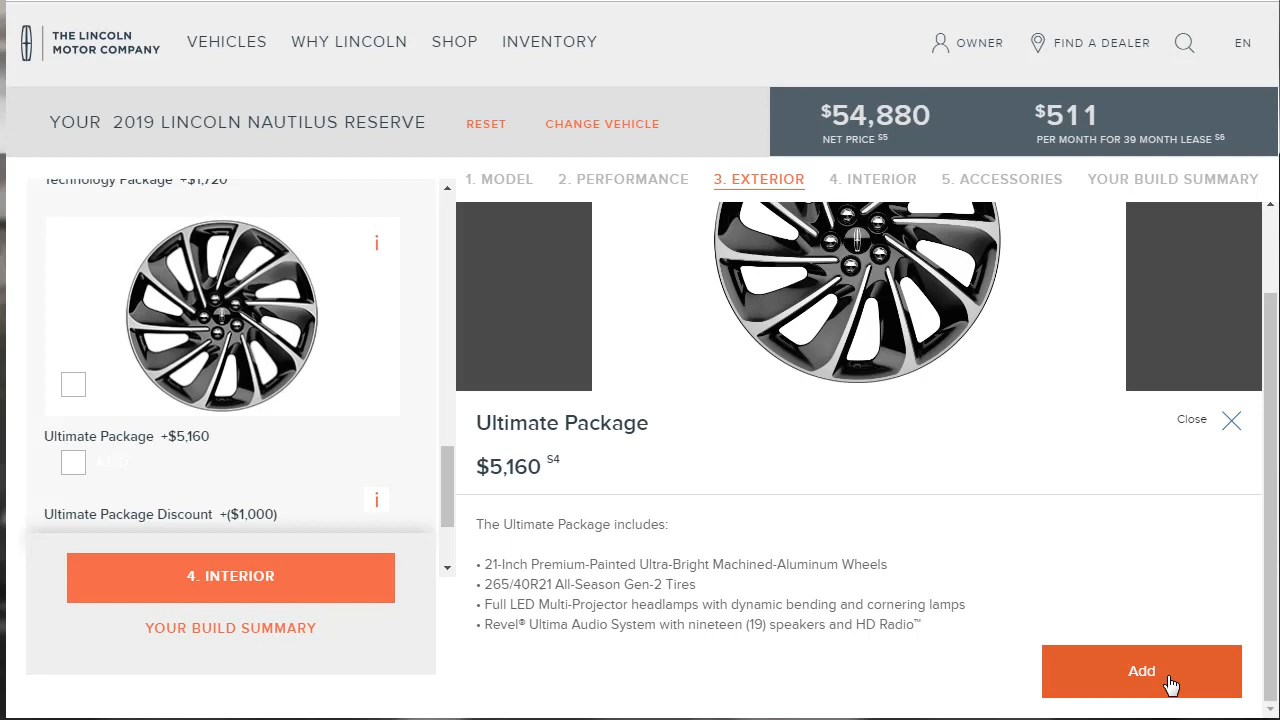 THE LINCOLN
MOTOR COMPANY
VEHICLES WHY LINCOLN SHOP INVENTORY
OWNER FIND A DEALER EN
YOUR 2019 LINCOLN NAUTILUS RESERVE RESET CHANGE VEHICLE
$54,880
NET PRICE S5
$511
PER MONTH FOR 39 MONTH LEASE S6
1. MODEL 2. PERFORMANCE 3. EXTERIOR 4. INTERIOR 5. ACCESSORIES YOUR BUILD SUMMARY
Technology Package +$1,720
i
Ultimate Package +$5,160
i
Ultimate Package Discount +($1,000)
4. INTERIOR
YOUR BUILD SUMMARY
Ultimate Package
Close
$5,160 S4
The Ultimate Package includes:
• 21-Inch Premium-Painted Ultra-Bright Machined-Aluminum Wheels
• 265/40R21 All-Season Gen-2 Tires
• Full LED Multi-Projector headlamps with dynamic bending and cornering lamps
• Revel® Ultima Audio System with nineteen (19) speakers and HD Radio™
Add